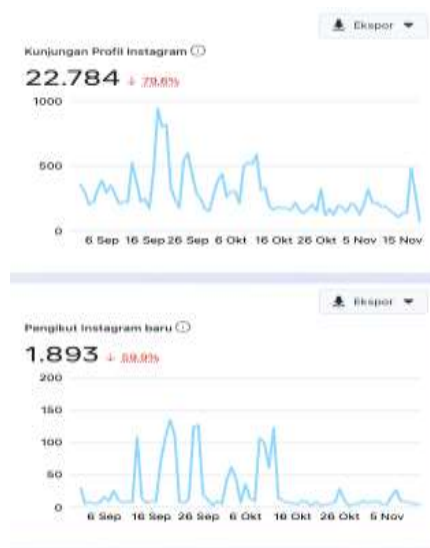 Ekspor
Kunjungan Profil Instagram
22.784 ↓ 79.6%
1000
500
0
6 Sep 16 Sep 26 Sep 6 Okt 16 Okt 26 Okt 5 Nov 15 Nov
Ekspor
Pengikut Instagram baru
1.893 ↓ 59.9%
200
150
100
50
0
6 Sep 16 Sep 26 Sep 6 Okt 16 Okt 26 Okt 5 Nov